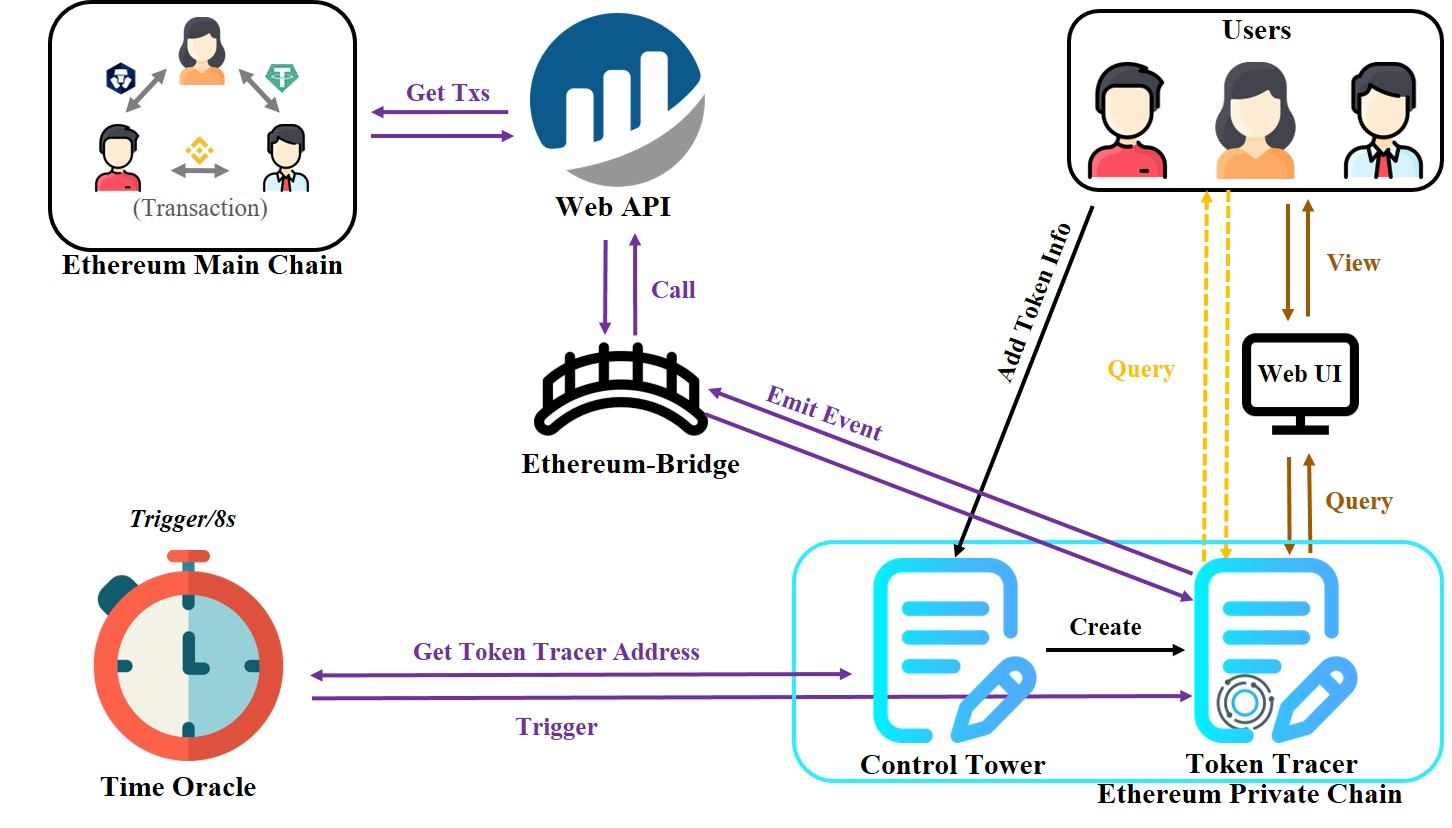 Users
Get Txs
(Transaction)
Web API
Ethereum Main Chain
Call
Add Token Info
View
Query
Web UI
Emit Event
Ethereum-Bridge
Query
Trigger/8s
Create
Get Token Tracer Address
Trigger
Control Tower
Token Tracer
Time Oracle
Ethereum Private Chain